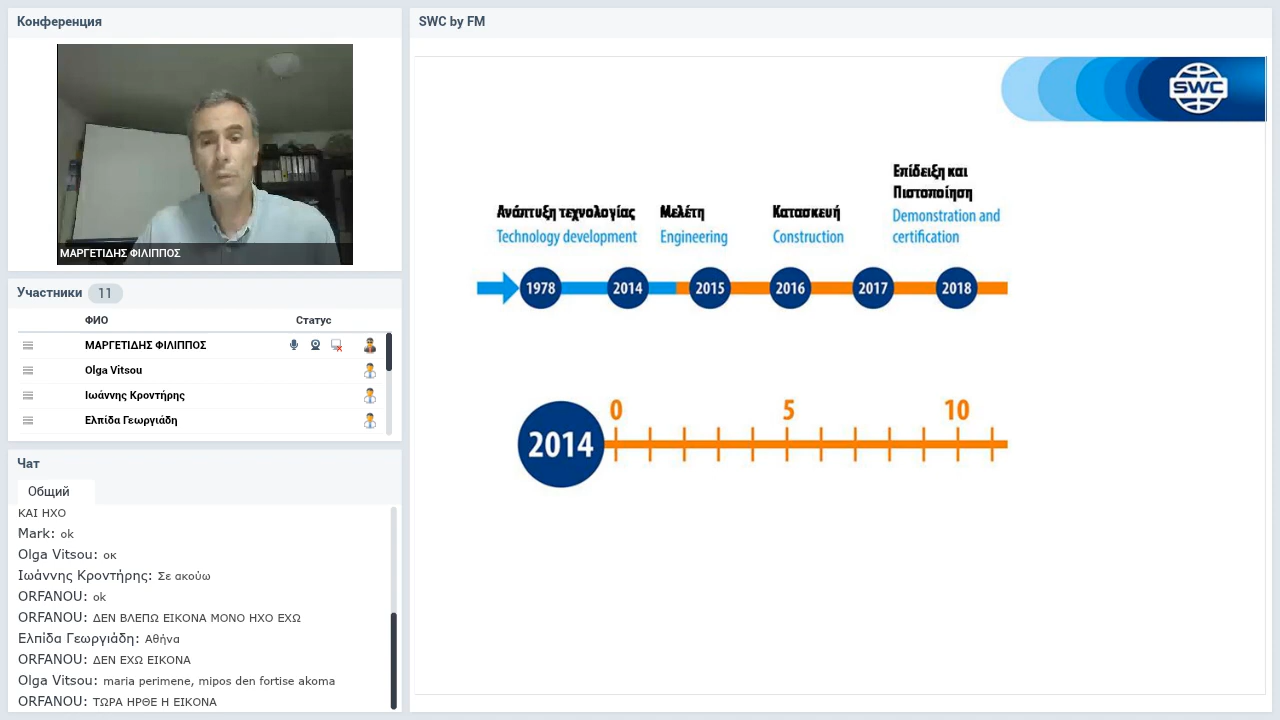 Конференция
ΜΑΡΓΕΤΙΔΗΣ ΦΙΛΙΠΠΟΣ
Участники 11
ФИО Статус
ΜΑΡΓΕΤΙΔΗΣ ΦΙΛΙΠΠΟΣ
Olga Vitsou
Ιωάννης Κροντήρης
Ελπίδα Γεωργιάδη
Чат
Общий
ΚΑΙ ΗΧΟ
Mark: ok
Olga Vitsou: οκ
Ιωάννης Κροντήρης: Σε ακούω
ORFANOU: ok
ORFANOU: ΔΕΝ ΒΛΕΠΩ ΕΙΚΟΝΑ ΜΟΝΟ ΗΧΟ ΕΧΩ
Ελπίδα Γεωργιάδη: Αθήνα
ORFANOU: ΔΕΝ ΕΧΩ ΕΙΚΟΝΑ
Olga Vitsou: maria perimene, mipos den fortise akoma
ORFANOU: ΤΩΡΑ ΗΡΘΕ Η ΕΙΚΟΝΑ
SWC by FM
SWC
Επίδειξη και
Πιστοποίηση
Demonstration and
certification
Ανάπτυξη τεχνολογίας Μελέτη Κατασκευή
Technology development Engineering Construction
1978 2014 2015 2016 2017 2018
0 5 10
2014